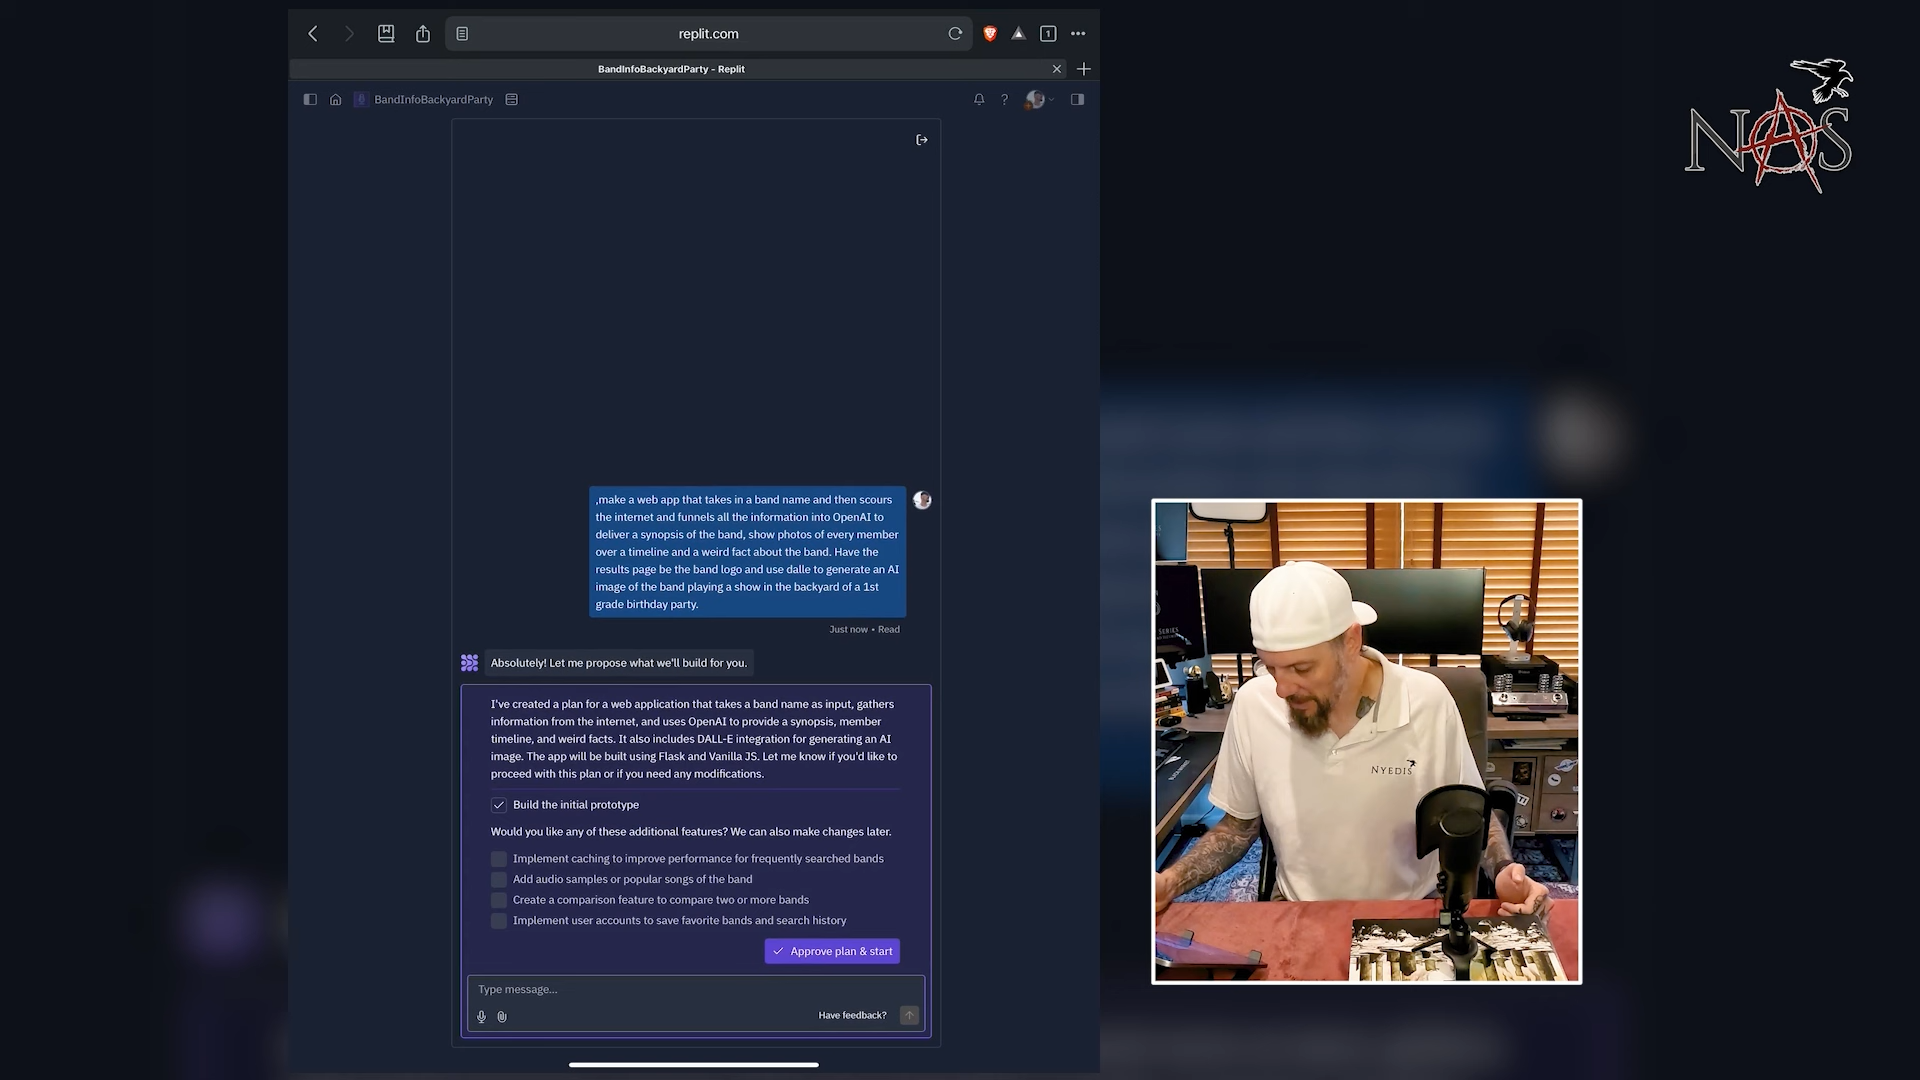 replit.com
1
BandInfoBackyardParty - Replit
BandInfoBackyardParty
,make a web app that takes in a band name and then scours
the internet and funnels all the information into OpenAI to
deliver a synopsis of the band, show photos of every member
over a timeline and a weird fact about the band. Have the
results page be the band logo and use dalle to generate an AI
image of the band playing a show in the backyard of a 1st
grade birthday party.
Just now • Read
Absolutely! Let me propose what we'll build for you.
I've created a plan for a web application that takes a band name as input, gathers
information from the internet, and uses OpenAI to provide a synopsis, member
timeline, and weird facts. It also includes DALL-E integration for generating an AI
image. The app will be built using Flask and Vanilla JS. Let me know if you'd like to
proceed with this plan or if you need any modifications.
Build the initial prototype
Would you like any of these additional features? We can also make changes later.
Implement caching to improve performance for frequently searched bands
Add audio samples or popular songs of the band
Create a comparison feature to compare two or more bands
Implement user accounts to save favorite bands and search history
Approve plan & start
Type message...
Have feedback?
NAS
NYEDIS